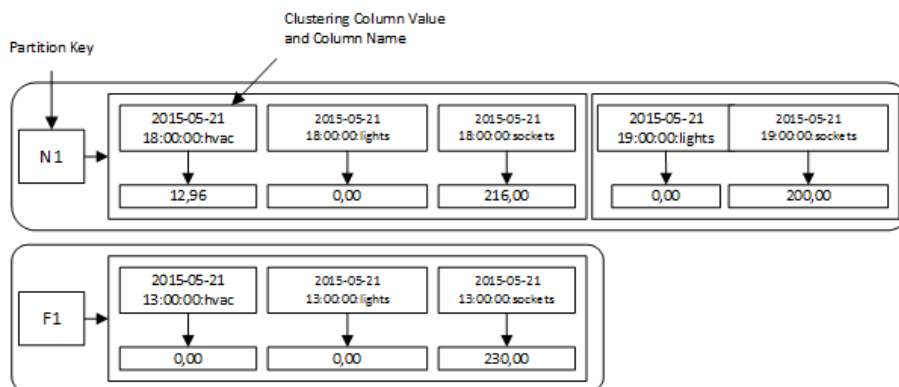 Clustering Column Value
and Column Name
Partition Key
2015-05-21
18:00:00:hvac
2015-05-21
18:00:00:lights
2015-05-21
18:00:00:sockets
2015-05-21
19:00:00:lights
2015-05-21
19:00:00:sockets
N1
12,96
0,00
216,00
0,00
200,00
2015-05-21
13:00:00:hvac
2015-05-21
13:00:00:lights
2015-05-21
13:00:00:sockets
F1
0,00
0,00
230,00